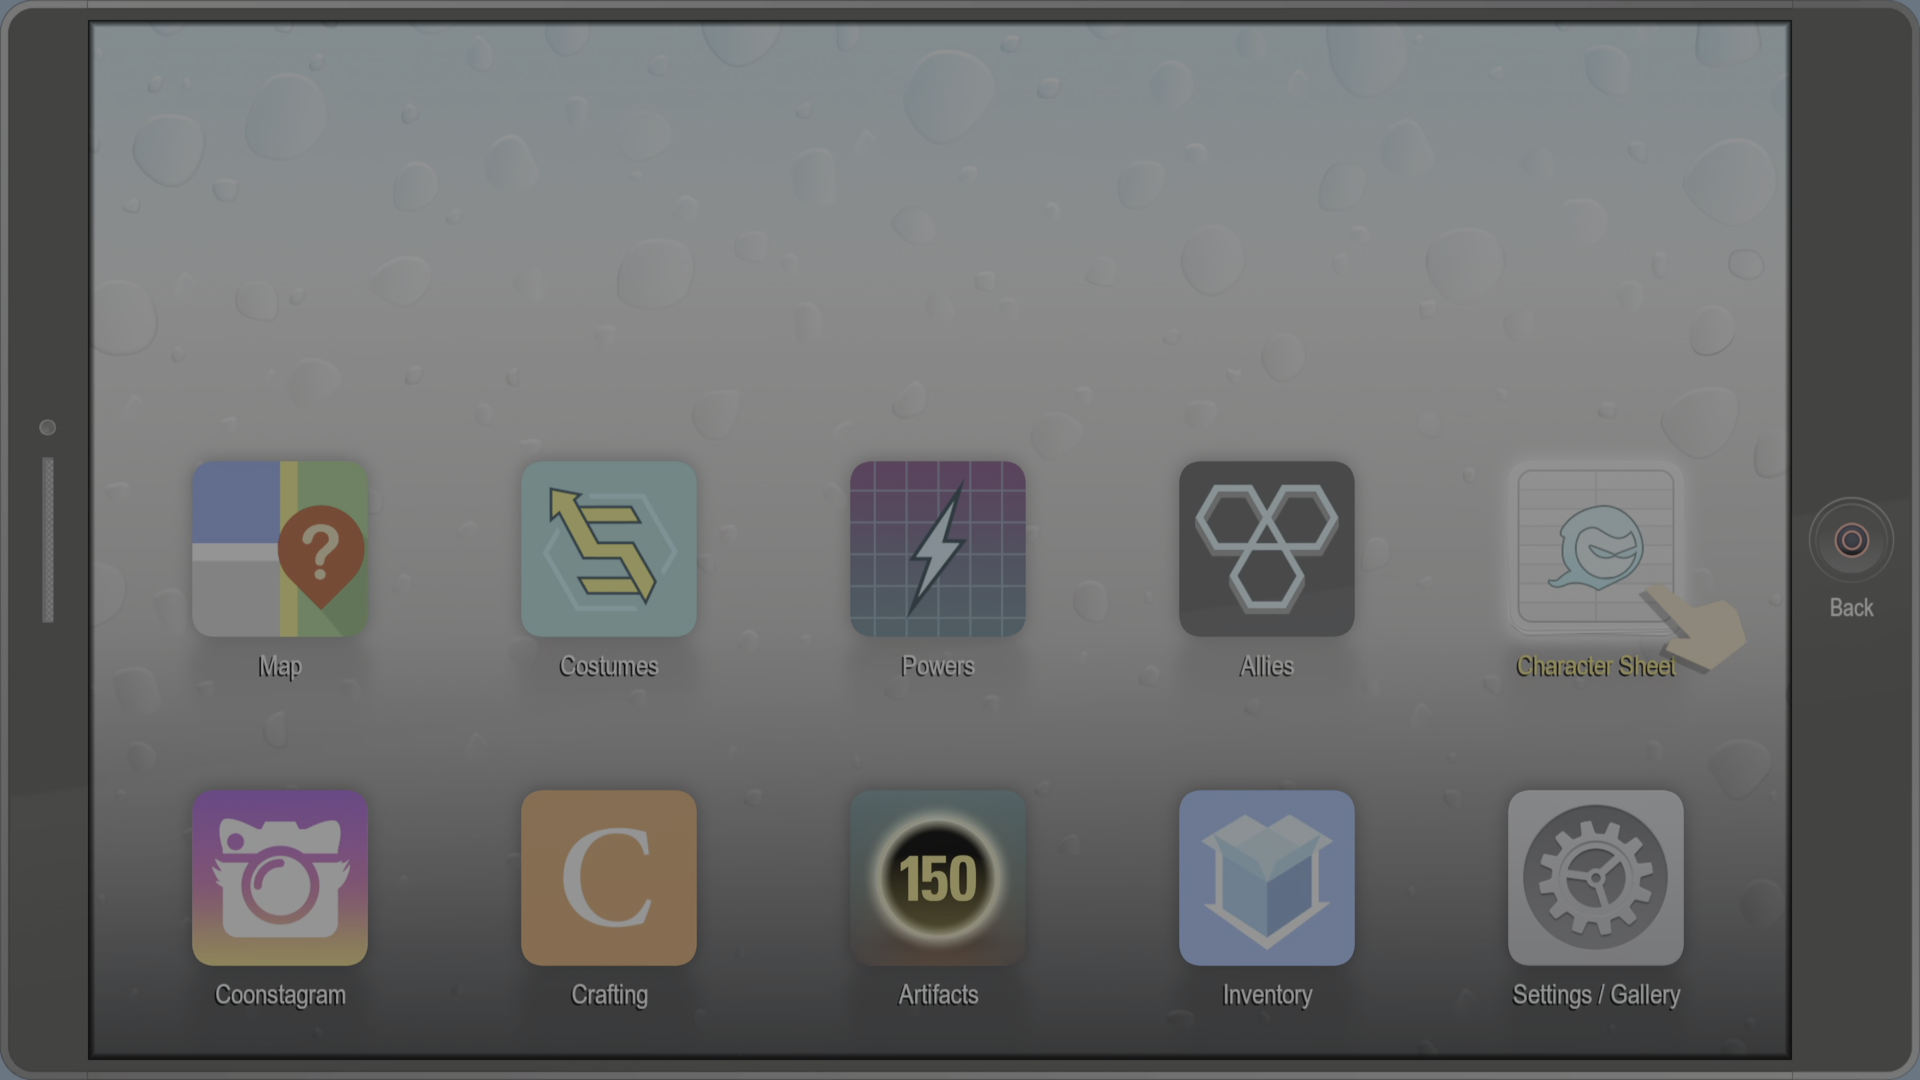 ?
Map
Costumes
Powers
Allies
Character Sheet
Back
C
150
Coonstagram
Crafting
Artifacts
Inventory
Settings / Gallery